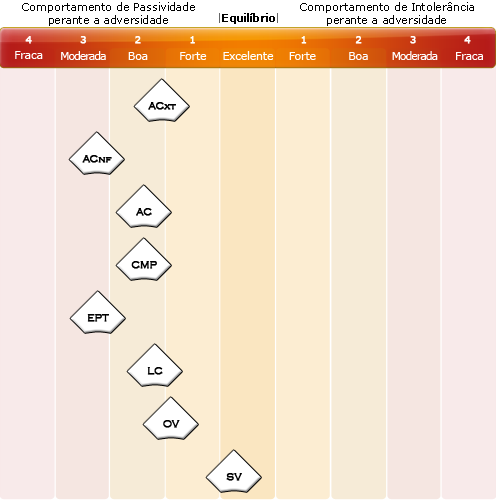 Comportamento de Passividade
perante a adversidade
|Equilíbrio|
Comportamento de Intolerância
perante a adversidade
4 3 2 1 1 2 3 4
Fraca Moderada Boa Forte Excelente Forte Boa Moderada Fraca
ACXT
ACNF
AC
CMP
EPT
LC
OV
SV